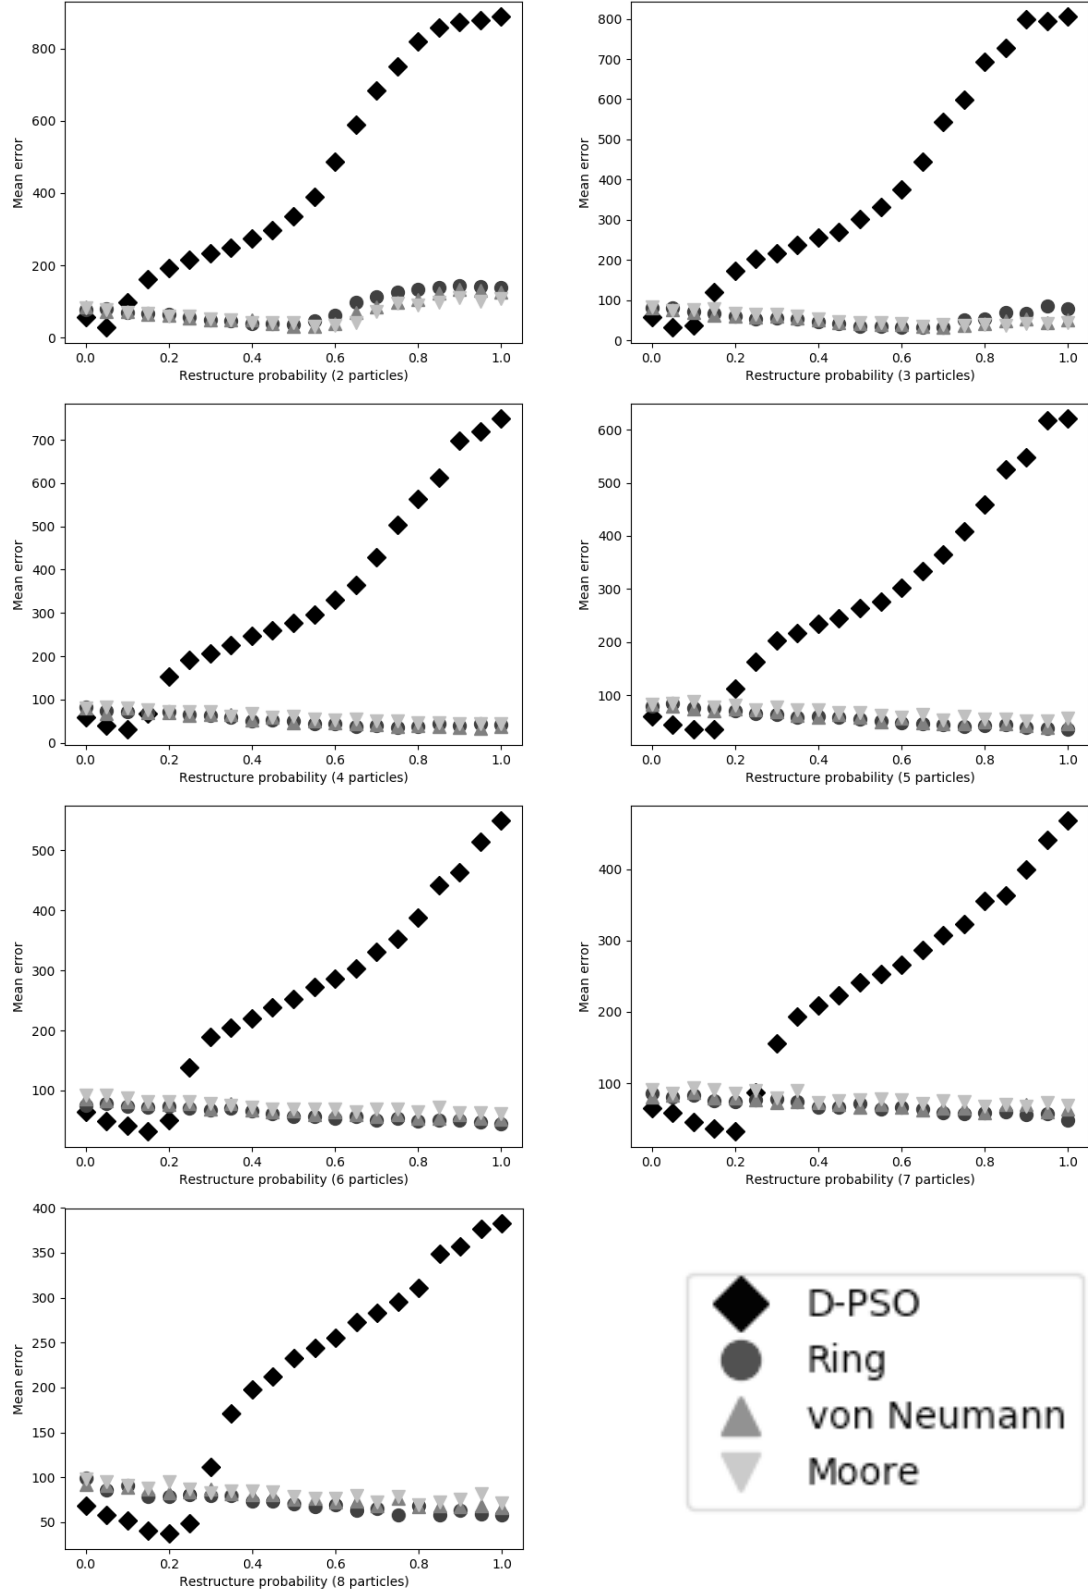 800
600
400
200
0
Mean error
0.0 0.2 0.4 0.6 0.8 1.0
Restructure probability (2 particles)
800
700
600
500
400
300
200
100
0
Mean error
0.0 0.2 0.4 0.6 0.8 1.0
Restructure probability (3 particles)
700
600
500
400
300
200
100
0
Mean error
0.0 0.2 0.4 0.6 0.8 1.0
Restructure probability (4 particles)
600
500
400
300
200
100
Mean error
0.0 0.2 0.4 0.6 0.8 1.0
Restructure probability (5 particles)
500
400
300
200
100
Mean error
0.0 0.2 0.4 0.6 0.8 1.0
Restructure probability (6 particles)
400
300
200
100
Mean error
0.0 0.2 0.4 0.6 0.8 1.0
Restructure probability (7 particles)
400
350
300
250
200
150
100
50
Mean error
0.0 0.2 0.4 0.6 0.8 1.0
Restructure probability (8 particles)
D-PSO
Ring
von Neumann
Moore